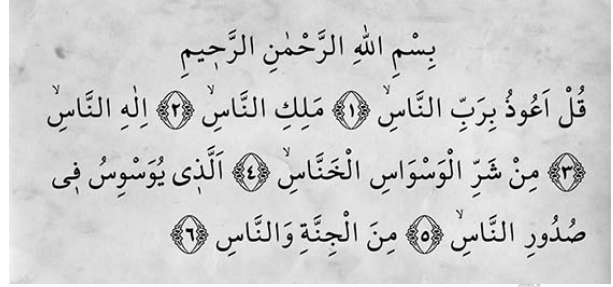 بِسْمِ اللهِ الرَّحْمٰنِ الرَّحٖيمِ
قُلْ اَعُوذُ بِرَبِّ النَّاسِۙ ﴿١﴾ مَلِكِ النَّاسِۙ ﴿٢﴾ اِلٰهِ النَّاسِۙ
﴿٣﴾ مِنْ شَرِّ الْوَسْوَاسِ الْخَنَّاسِۙ ﴿٤﴾ اَلَّذٖى يُوَسْوِسُ فٖى
صُدُورِ النَّاسِۙ ﴿٥﴾ مِنَ الْجِنَّةِ وَالنَّاسِ ﴿٦﴾